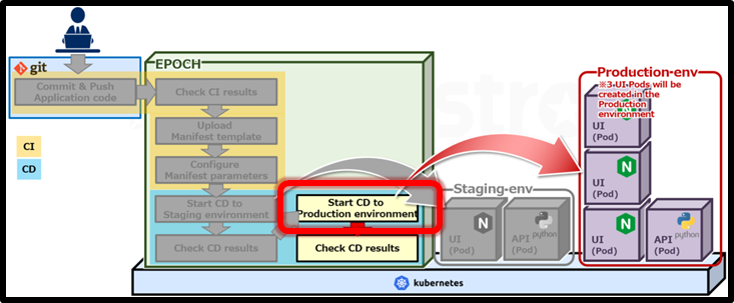 git
Commit & Push
Application code
EPOCH
Check CI results
Upload
Manifest template
Configure
Manifest parameters
Start CD to
Staging environment
Check CD results
Start CD to
Production environment
Check CD results
CI
CD
Staging-env
UI
(Pod)
N
API
(Pod)
python
Production-env
※3 UI Pods will be
created in the
Production
environment
UI
(Pod)
N
UI
(Pod)
N
UI
(Pod)
N
API
(Pod)
python
kubernetes